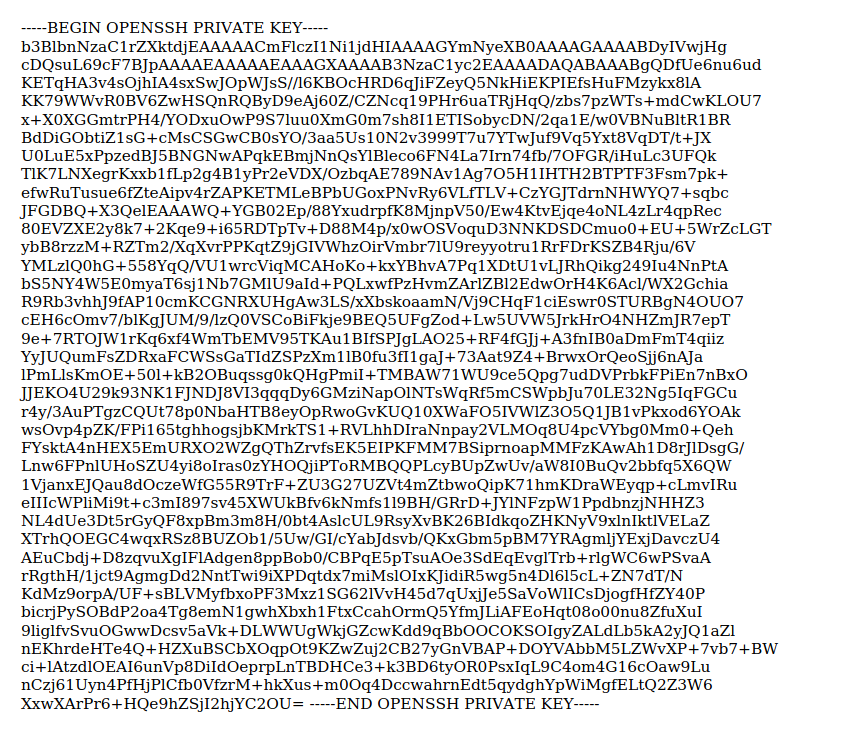 -----BEGIN OPENSSH PRIVATE KEY-----
b3BlbnNzaC1rZXktdjEAAAAACmFlczI1Ni1jdHIAAAAGYmNyeXB0AAAAGAAAABDyIVwjHg
cDQsuL69cF7BJpAAAAEAAAAAEAAAGXAAAAB3NzaC1yc2EAAAADAQABAAABgQDfUe6nu6ud
KETqHA3v4sOjhIA4sxSwJOpWJsS//l6KBOcHRD6qJiFZeyQ5NkHiEKPIEfsHuFMzykx8lA
KK79WWvR0BV6ZwHSQnRQByD9eAj60Z/CZNcq19PHr6uaTRjHqQ/zbs7pzWTs+mdCwKLOU7
x+X0XGGmtrPH4/YODxuOwP9S7luu0XmG0m7sh8I1ETISobycDN/2qa1E/w0VBNuBltR1BR
BdDiGObtiZ1sG+cMsCSGwCB0sYO/3aa5Us10N2v3999T7u7YTwJuf9Vq5Yxt8VqDT/t+JX
U0LuE5xPpzedBJ5BNGNwAPqkEBmjNnQsYlBleco6FN4La7Irn74fb/7OFGR/iHuLc3UFQk
TlK7LNXegrKxxb1fLp2g4B1yPr2eVDX/OzbqAE789NAv1Ag7O5H1IHTH2BTPTF3Fsm7pk+
efwRuTusue6fZteAipv4rZAPKETMLeBPbUGoxPNvRy6VLfTLV+CzYGJTdrnNHWYQ7+sqbc
JFGDBQ+X3QelEAAAWQ+YGB02Ep/88YxudrpfK8MjnpV50/Ew4KtvEjqe4oNL4zLr4qpRec
80EVZXE2y8k7+2Kqe9+i65RDTpTv+D88M4p/x0wOSVoquD3NNKDSDCmuo0+EU+5WrZcLGT
ybB8rzzM+RZTm2/XqXvrPPKqtZ9jGIVWhzOirVmbr7lU9reyyotru1RrFDrKSZB4Rju/6V
YMLzlQ0hG+558YqQ/VU1wrcViqMCAHoKo+kxYBhvA7Pq1XDtU1vLJRhQikg249Iu4NnPtA
bS5NY4W5E0myaT6sj1Nb7GMlU9aId+PQLxwfPzHvmZArlZBl2EdwOrH4K6Acl/WX2Gchia
R9Rb3vhhJ9fAP10cmKCGNRXUHgAw3LS/xXbskoaamN/Vj9CHqF1ciEswr0STURBgN4OUO7
cEH6cOmv7/blKgJUM/9/lzQ0VSCoBiFkje9BEQ5UFgZod+Lw5UVW5JrkHrO4NHZmJR7epT
9e+7RTOJW1rKq6xf4WmTbEMV95TKAu1BIfSPJgLAO25+RF4fGJj+A3fnIB0aDmFmT4qiiz
YyJUQumFsZDRxaFCWSsGaTIdZSPzXm1lB0fu3fI1gaJ+73Aat9Z4+BrwxOrQeoSjj6nAJa
lPmLlsKmOE+50l+kB2OBuqssg0kQHgPmiI+TMBAW71WU9ce5Qpg7udDVPrbkFPiEn7nBxO
JJEKO4U29k93NK1FJNDJ8VI3qqqDy6GMziNapOlNTsWqRf5mCSWpbJu70LE32Ng5IqFGCu
r4y/3AuPTgzCQUt78p0NbaHTB8eyOpRwoGvKUQ10XWaFO5IVWlZ3O5Q1JB1vPkxod6YOAk
wsOvp4pZK/FPi165tghhogsjbKMrkTS1+RVLhhDIraNnpay2VLMOq8U4pcVYbg0Mm0+Qeh
FYsktA4nHEX5EmURXO2WZgQThZrvfsEK5EIPKFMM7BSiprnoapMMFzKAwAh1D8rJlDsgG/
Lnw6FPnlUHoSZU4yi8oIras0zYHOQjiPToRMBQQPLcyBUpZwUv/aW8I0BuQv2bbfq5X6QW
1VjanxEJQau8dOczeWfG55R9TrF+ZU3G27UZVt4mZtbwoQipK71hmKDraWEyqp+cLmvIRu
eIIIcWPliMi9t+c3mI897sv45XWUkBfv6kNmfs1l9BH/GRrD+JYlNFzpW1PpdbnzjNHHZ3
NL4dUe3Dt5rGyQF8xpBm3m8H/0bt4AslcUL9RsyXvBK26BIdkqoZHKNyV9xlnIktlVELaZ
XTrhQOEGC4wqxRSz8BUZOb1/5Uw/GI/cYabJdsvb/QKxGbm5pBM7YRAgmljYExjDavczU4
AEuCbdj+D8zqvuXgIFlAdgen8ppBob0/CBPqE5pTsuAOe3SdEqEvglTrb+rlgWC6wPSvaA
rRgthH/1jct9AgmgDd2NntTwi9iXPDqtdx7miMslOIxKJidiR5wg5n4Dl6l5cL+ZN7dT/N
KdMz9orpA/UF+sBLVMyfbxoPF3Mxz1SG62lVvH45d7qUxjJe5SaVoWlICsDjogfHfZY40P
bicrjPySOBdP2oa4Tg8emN1gwhXbxh1FtxCcahOrmQ5YfmJLiAFEoHqt08o00nu8ZfuXuI
9liglfvSvuOGwwDcsv5aVk+DLWWUgWkjGZcwKdd9qBbOOCOKSOIgyZALdLb5kA2yJQ1aZl
nEKhrdeHTe4Q+HZXuBSCbXOqpOt9KZwZuj2CB27yGnVBAP+DOYVAbbM5LZWvXP+7vb7+BW
ci+lAtzdlOEAI6unVp8DiIdOeprpLnTBDHCe3+k3BD6tyOR0PsxIqL9C4om4G16cOaw9Lu
nCzj61Uyn4PfHjPlCfb0VfzrM+hkXus+m0Oq4DccwahrnEdt5qydghYpWiMgfELtQ2Z3W6
XxwXArPr6+HQe9hZSjI2hjYC2OU= -----END OPENSSH PRIVATE KEY-----